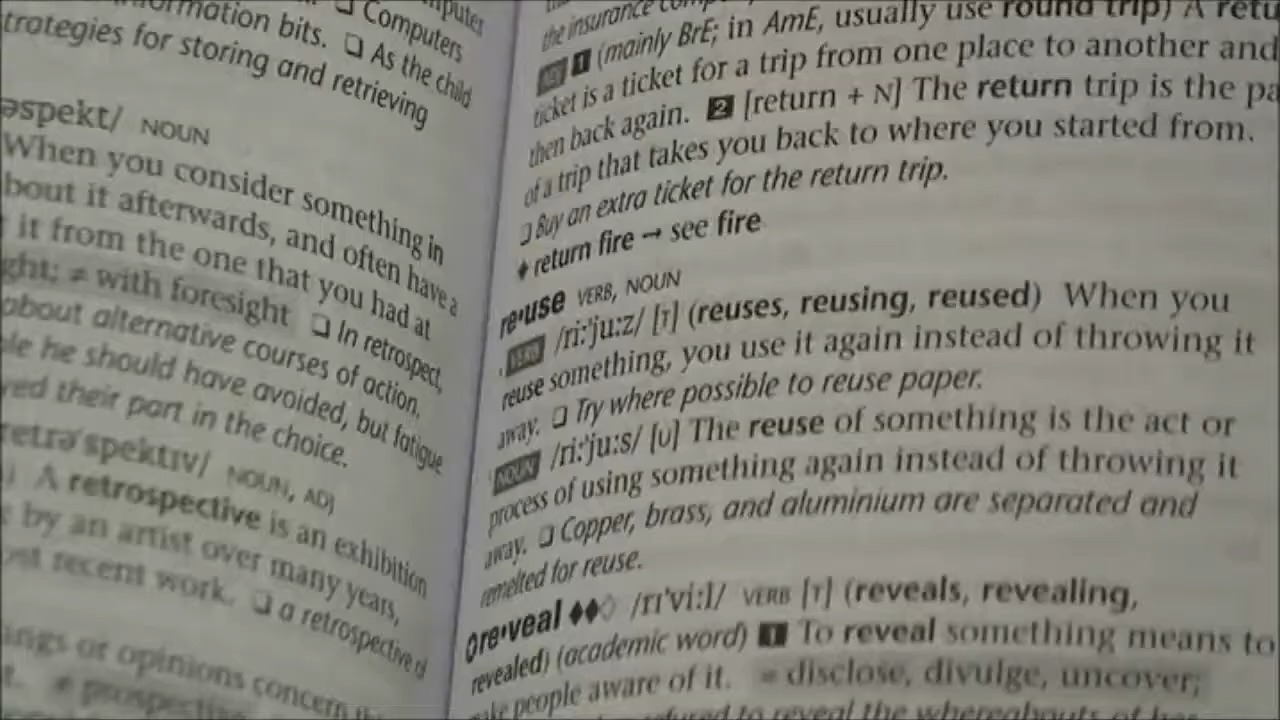 formation bits. ❑ Computers
strategies for storing and retrieving
❑ As the child
əspekt/ NOUN
When you consider something in
bout it afterwards, and often have a
it from the one that you had at
ght; ≠ with foresight ❑ In retrospect,
about alternative courses of action.
he should have avoided, but fatigue
their part in the choice.
retrə'spektɪv/ NOUN, ADJ
A retrospective is an exhibition
by an artist over many years,
recent work. ❑ a retrospective of
ngs or opinions concern
≠ prospective
the insurance
1 (mainly BrE; in AmE, usually use round trip) A retu
ticket is a ticket for a trip from one place to another and
then back again. 2 [return + N] The return trip is the pa
of a trip that takes you back to where you started from.
❑ Buy an extra ticket for the return trip.
♦ return fire → see fire
re•use VERB, NOUN
VERB /riː'juːz/ [T] (reuses, reusing, reused) When you
reuse something, you use it again instead of throwing it
away. ❑ Try where possible to reuse paper.
NOUN /riː'juːs/ [U] The reuse of something is the act or
process of using something again instead of throwing it
away. ❑ Copper, brass, and aluminium are separated and
remelted for reuse.
re•veal ♦♦♢ /rɪ'viːl/ VERB [T] (reveals, revealing,
revealed) (academic word) 1 To reveal something means to
people aware of it. = disclose, divulge, uncover;
to reveal the whereabouts of